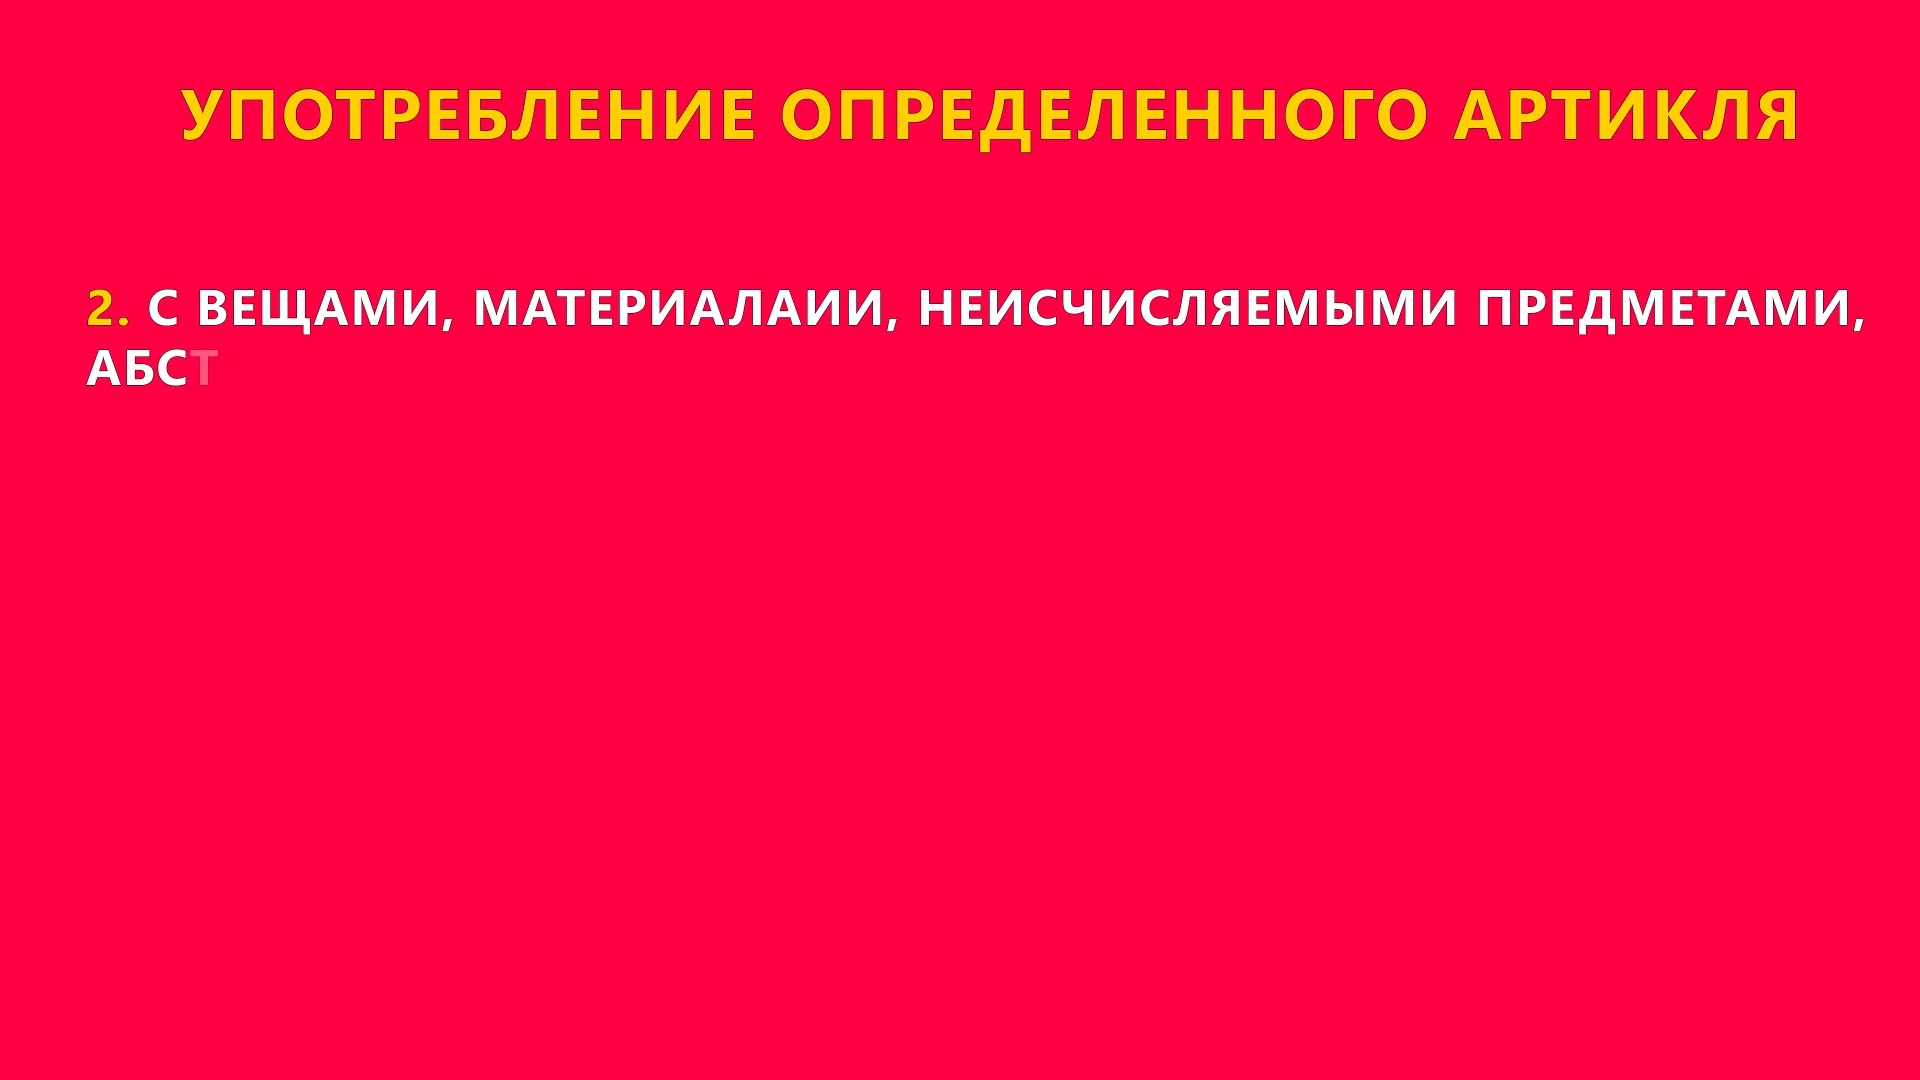 УПОТРЕБЛЕНИЕ ОПРЕДЕЛЕННОГО АРТИКЛЯ
2. С ВЕЩАМИ, МАТЕРИАЛАИИ, НЕИСЧИСЛЯЕМЫМИ ПРЕДМЕТАМИ,
АБСТ